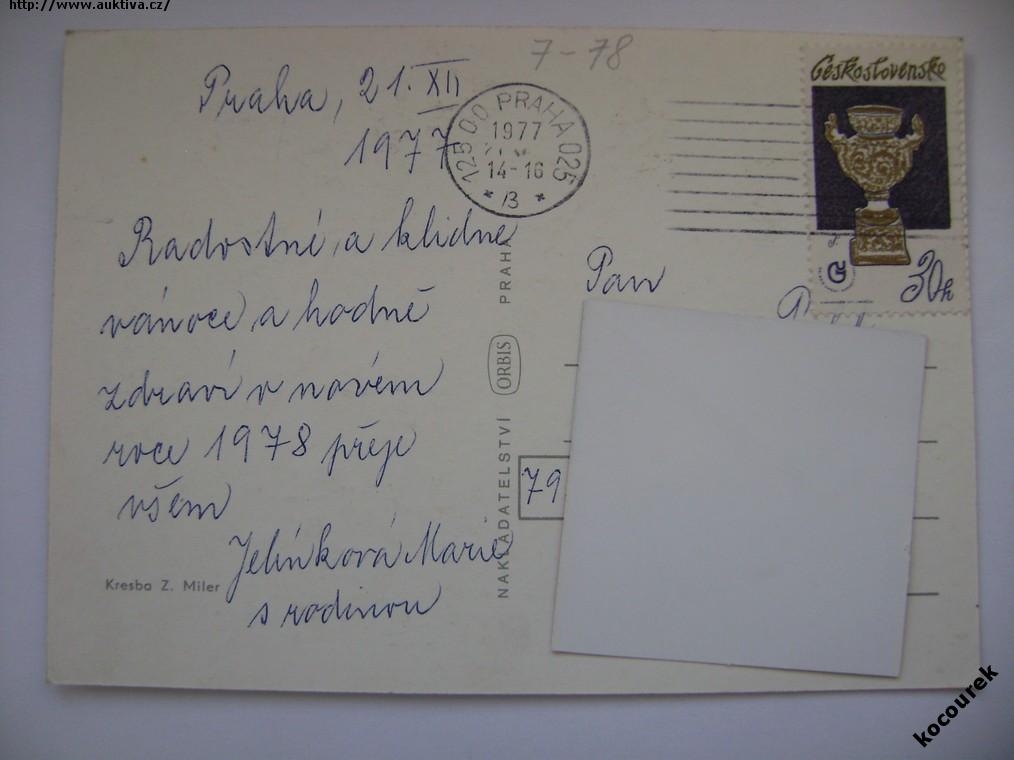 http://www.auktiva.cz/
7-78
Praha, 21. XII
1977
125 00 PRAHA 025
1977
14-16
* 13 *
Československo
30h
Radostné a klidne
vánoce a hodně
zdraví v novém
roce 1978 přeje
všem
Jelínková Marie
s rodinou
Kresba Z. Miler
NAKLADATELSTVÍ ORBIS PRAHA
Pan
79
kocourek